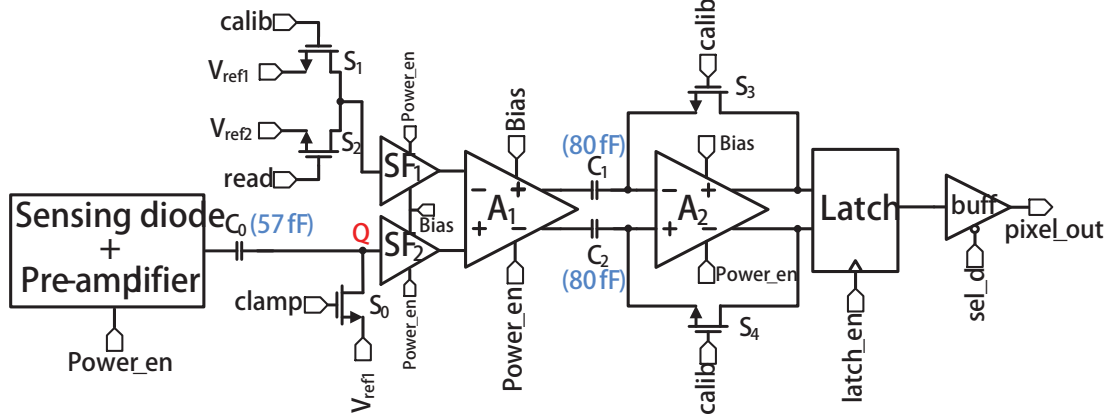 calib
S1
Vref1
Vref2
S2
read
Power_en
SF1
Bias
SF2
Power_en
Sensing diode
+
Pre-amplifier
Power_en
C0 (57 fF)
Q
clamp
S0
Vref1
Bias
− +
A1
+ −
Power_en
(80 fF)
C1
C2
(80 fF)
calib
S3
Bias
− +
A2
+ −
Power_en
S4
calib
Latch
latch_en
buff
pixel_out
sel_d